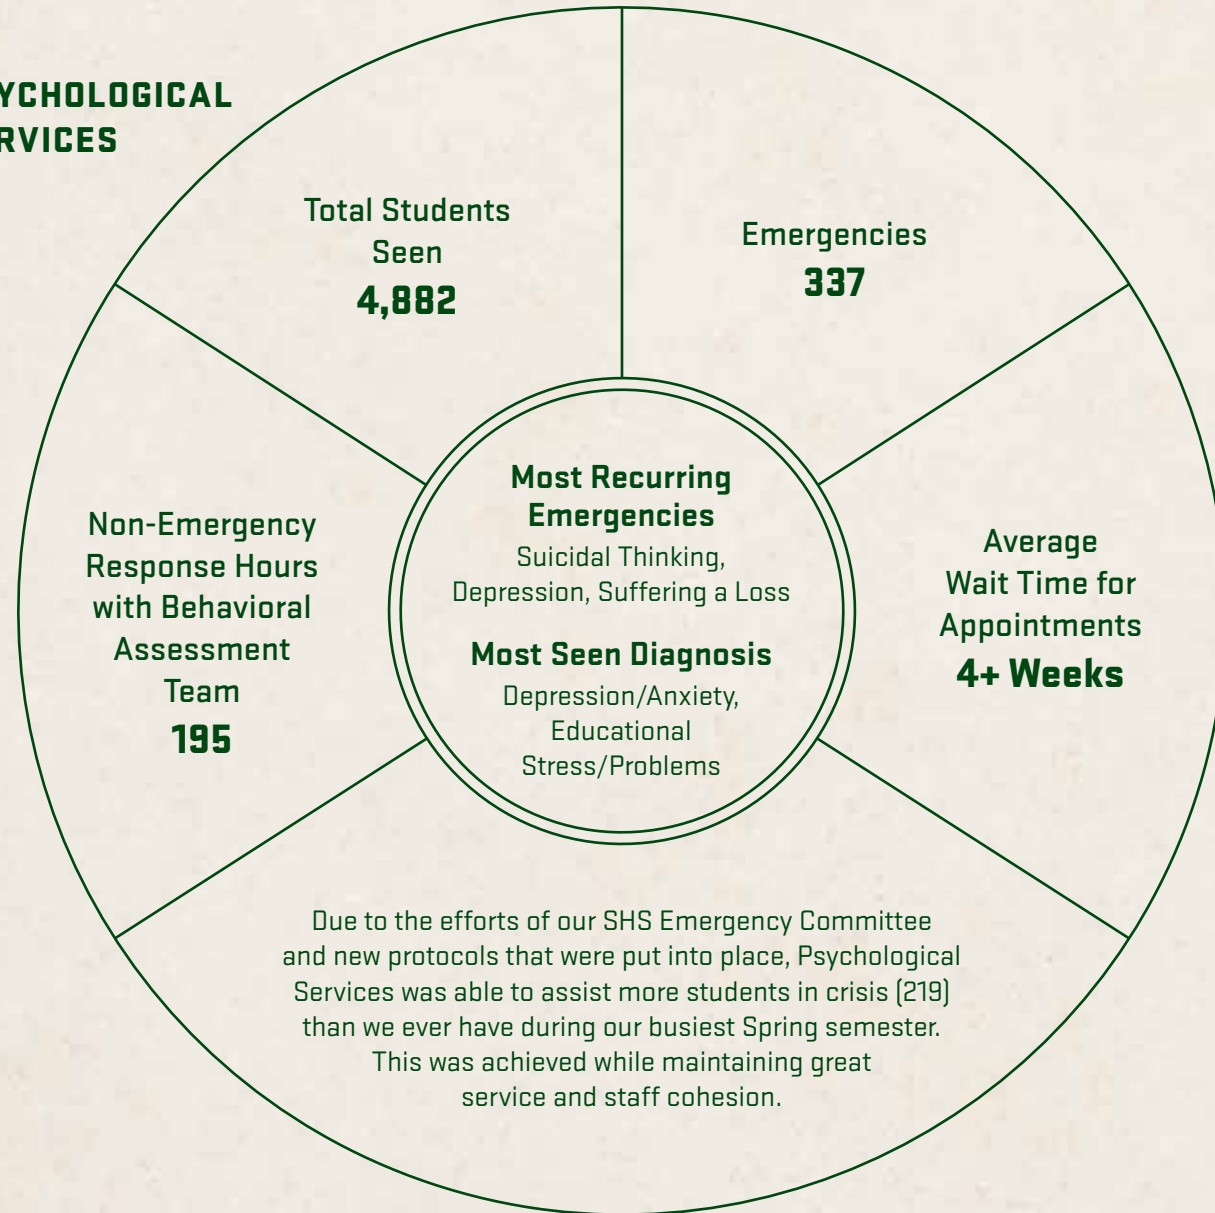 YCHOLOGICAL
RVICES
Total Students
Seen
4,882
Emergencies
337
Non-Emergency
Response Hours
with Behavioral
Assessment
Team
195
Most Recurring
Emergencies
Suicidal Thinking,
Depression, Suffering a Loss
Most Seen Diagnosis
Depression/Anxiety,
Educational
Stress/Problems
Average
Wait Time for
Appointments
4+ Weeks
Due to the efforts of our SHS Emergency Committee
and new protocols that were put into place, Psychological
Services was able to assist more students in crisis (219)
than we ever have during our busiest Spring semester.
This was achieved while maintaining great
service and staff cohesion.